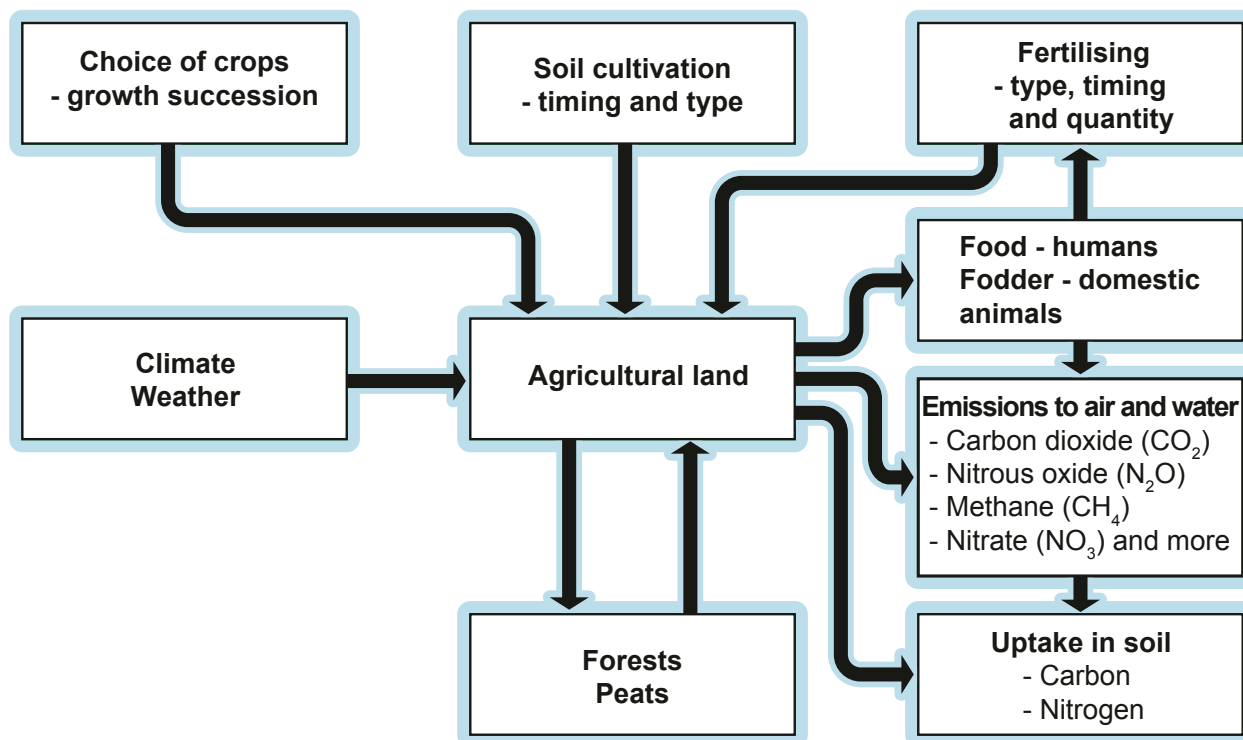 Choice of crops
- growth succession
Soil cultivation
- timing and type
Fertilising
- type, timing
and quantity
Food - humans
Fodder - domestic
animals
Climate
Weather
Agricultural land
Emissions to air and water
- Carbon dioxide (CO₂)
- Nitrous oxide (N₂O)
- Methane (CH₄)
- Nitrate (NO₃) and more
Forests
Peats
Uptake in soil
- Carbon
- Nitrogen